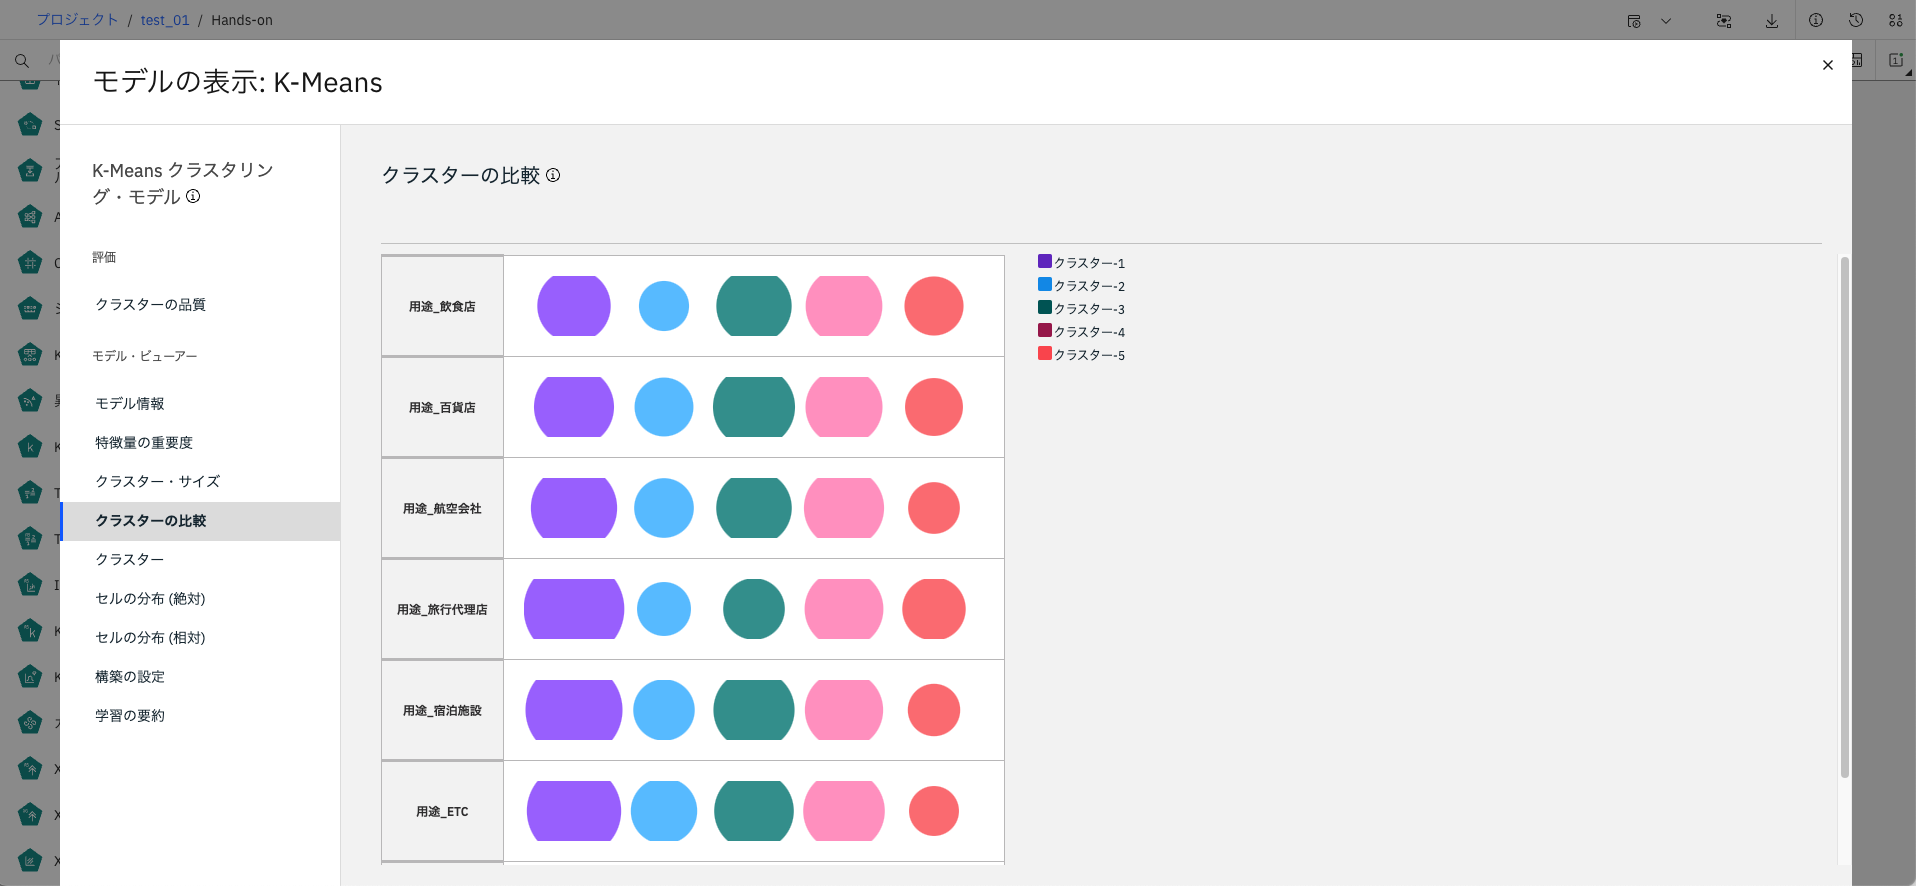 プロジェクト / test_01 / Hands-on
モデルの表示: K-Means
K-Means クラスタリン
グ・モデル
評価
クラスターの品質
モデル・ビューアー
モデル情報
特徴量の重要度
クラスター・サイズ
クラスターの比較
クラスター
セルの分布 (絶対)
セルの分布 (相対)
構築の設定
学習の要約
クラスターの比較
用途_飲食店
用途_百貨店
用途_航空会社
用途_旅行代理店
用途_宿泊施設
用途_ETC
クラスター-1
クラスター-2
クラスター-3
クラスター-4
クラスター-5